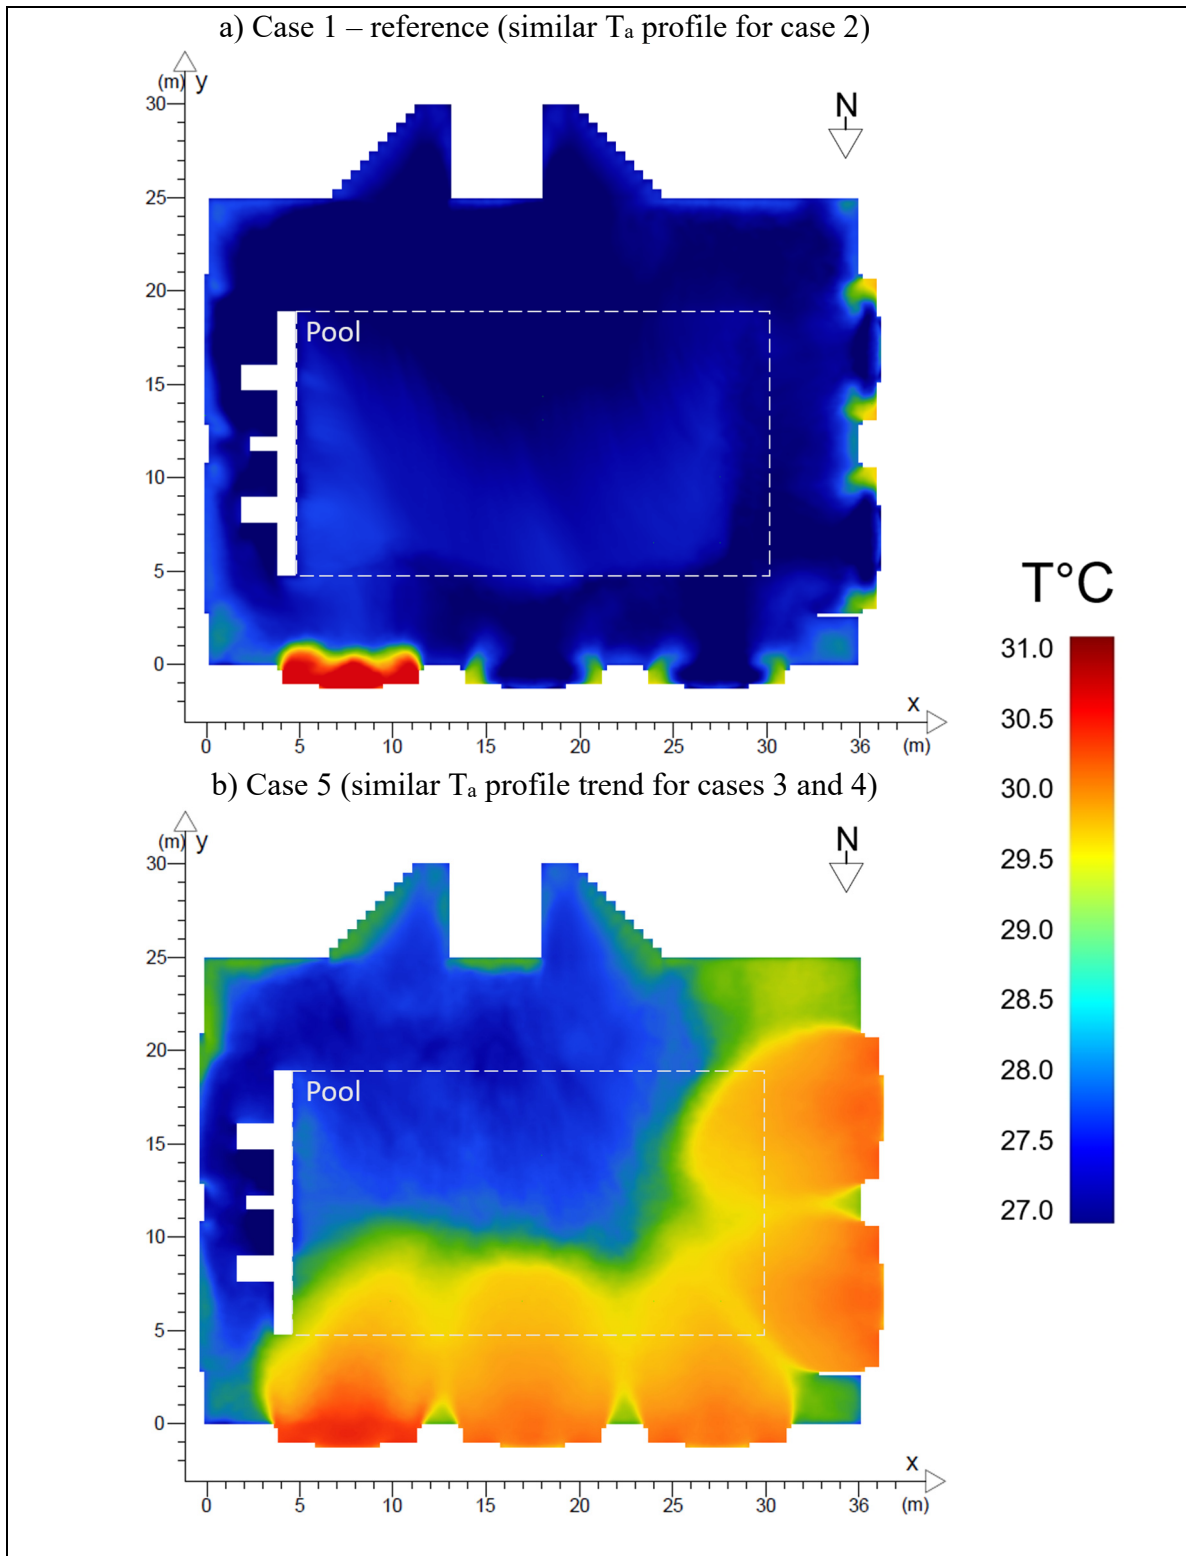 a) Case 1 – reference (similar Ta profile for case 2)
(m) y
N
30
25
20
15
10
5
0
Pool
x
0 5 10 15 20 25 30 36 (m)
b) Case 5 (similar Ta profile trend for cases 3 and 4)
(m) y
N
30
25
20
15
10
5
0
Pool
x
0 5 10 15 20 25 30 36 (m)
T°C
31.0
30.5
30.0
29.5
29.0
28.5
28.0
27.5
27.0